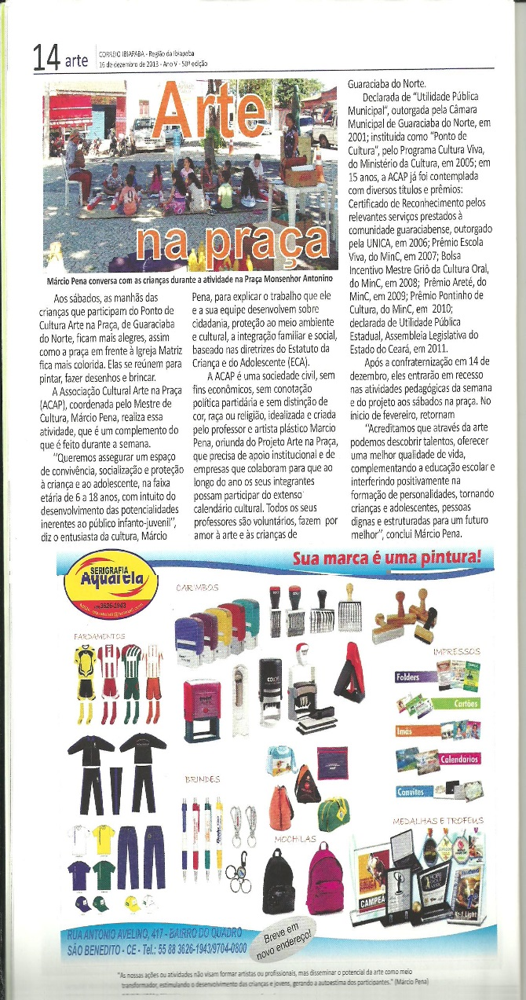 14 arte
CORREIO IBIAPABA - Região da Ibiapaba
16 de dezembro de 2013 - Ano V - 50ª edição
Arte
na praça
Márcio Pena conversa com as crianças durante a atividade na Praça Monsenhor Antonino
Aos sábados, as manhãs das
crianças que participam do Ponto de
Cultura Arte na Praça, de Guaraciaba
do Norte, ficam mais alegres, assim
como a praça em frente à Igreja Matriz
fica mais colorida. Elas se reúnem para
pintar, fazer desenhos e brincar.
A Associação Cultural Arte na Praça
(ACAP), coordenada pelo Mestre de
Cultura, Márcio Pena, realiza essa
atividade, que é um complemento do
que é feito durante a semana.
"Queremos assegurar um espaço
de convivência, socialização e proteção
à criança e ao adolescente, na faixa
etária de 6 a 18 anos, com intuito do
desenvolvimento das potencialidades
inerentes ao público infanto-juvenil",
diz o entusiasta da cultura, Márcio
Pena, para explicar o trabalho que ele
e a sua equipe desenvolvem sobre
cidadania, proteção ao meio ambiente
e cultural, a integração familiar e social,
baseado nas diretrizes do Estatuto da
Criança e do Adolescente (ECA).
A ACAP é uma sociedade civil, sem
fins econômicos, sem conotação
política partidária e sem distinção de
cor, raça ou religião, idealizada e criada
pelo professor e artista plástico Marcio
Pena, oriunda do Projeto Arte na Praça,
que precisa de apoio institucional e de
empresas que colaboram para que ao
longo do ano os seus integrantes
possam participar do extenso
calendário cultural. Todos os seus
professores são voluntários, fazem por
amor à arte e às crianças de
Guaraciaba do Norte.
Declarada de "Utilidade Pública
Municipal", outorgada pela Câmara
Municipal de Guaraciaba do Norte, em
2001; instituída como "Ponto de
Cultura", pelo Programa Cultura Viva,
do Ministério da Cultura, em 2005; em
15 anos, a ACAP já foi contemplada
com diversos títulos e prêmios:
Certificado de Reconhecimento pelos
relevantes serviços prestados à
comunidade guaraciabense, outorgado
pela UNICA, em 2006; Prêmio Escola
Viva, do MinC, em 2007; Bolsa
Incentivo Mestre Griô da Cultura Oral,
do MinC, em 2008; Prêmio Areté, do
MinC, em 2009; Prêmio Pontinho de
Cultura, do MinC, em 2010;
declarada de Utilidade Pública
Estadual, Assembleia Legislativa do
Estado do Ceará, em 2011.
Após a confraternização em 14 de
dezembro, eles entrarão em recesso
nas atividades pedagógicas da semana
e do projeto aos sábados na praça. No
início de fevereiro, retornam
"Acreditamos que através da arte
podemos descobrir talentos, oferecer
uma melhor qualidade de vida,
complementando a educação escolar e
interferindo positivamente na
formação de personalidades, tornando
crianças e adolescentes, pessoas
dignas e estruturadas para um futuro
melhor", conclui Márcio Pena.
Sua marca é uma pintura!
SERIGRAFIA
Aquarela
3626-1943
CARIMBOS
FARDAMENTOS
IMPRESSOS
Folders
Cartões
Imãs
Calendários
Convites
BRINDES
MOCHILAS
MEDALHAS E TROFEUS
CAMPEÃ
RUA ANTONIO AVELINO, 417 - BAIRRO DO QUADRO
SÃO BENEDITO - CE - Tel.: 55 88 3626-1943/9704-0800
Breve em
novo endereço!
"As nossas ações ou atividades não visam formar artistas ou profissionais, mas disseminar o potencial da arte como meio
transformador, estimulando o desenvolvimento das crianças e jovens, gerando a autoestima dos participantes." (Márcio Pena)